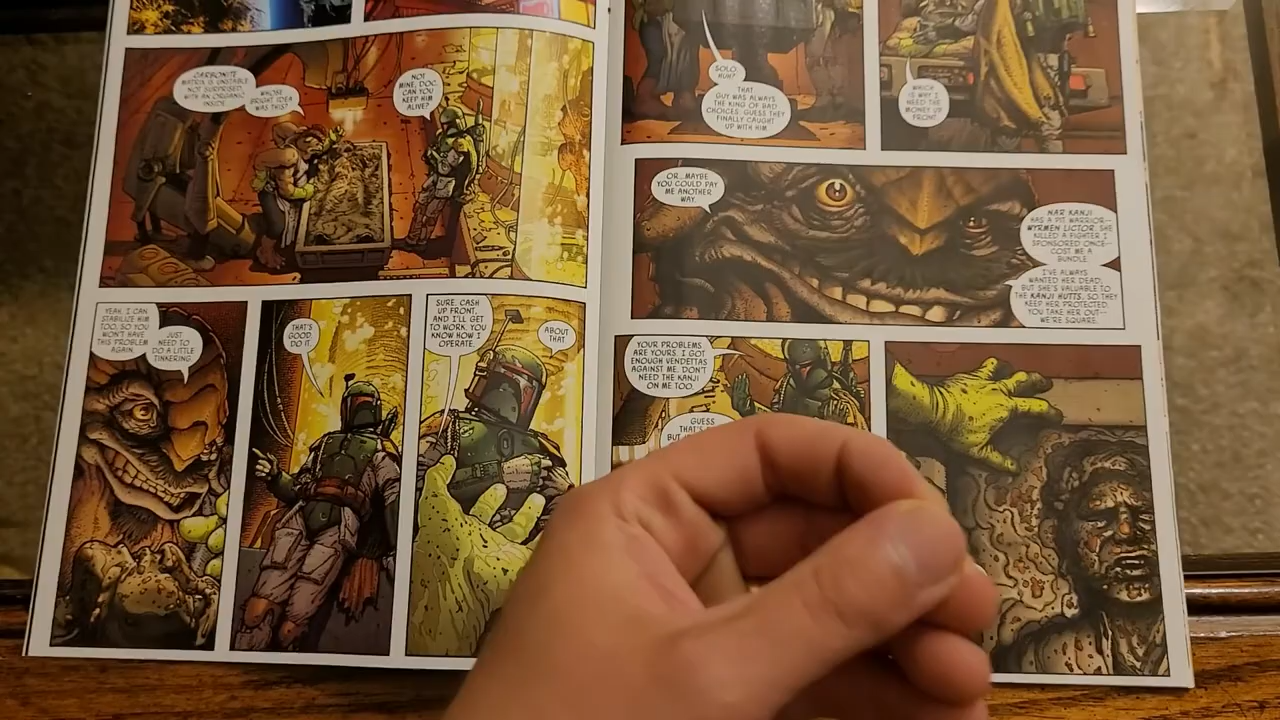 CARBONITE
MATRIX IS UNSTABLE.
NOT SURPRISED,
WITH AN ORGANIC
INSIDE.
WHOSE
BRIGHT IDEA
WAS THIS?
NOT
MINE, DOC.
CAN YOU
KEEP HIM
ALIVE?
YEAH. I CAN
STABILIZE HIM
TOO, SO YOU
WON'T HAVE
THIS PROBLEM
AGAIN.
JUST
NEED TO
DO A LITTLE
TINKERING.
THAT'S
GOOD.
DO IT.
SURE. CASH
UP FRONT,
AND I'LL GET
TO WORK. YOU
KNOW HOW I
OPERATE.
ABOUT
THAT
SOLO,
HUH?
THAT
GUY WAS ALWAYS
THE KING OF BAD
CHOICES. GUESS THEY
FINALLY CAUGHT
UP WITH HIM
WHICH
IS WHY I
NEED THE
MONEY UP
FRONT.
OR...MAYBE
YOU COULD PAY
ME ANOTHER
WAY.
NAR KANJI
HAS A PIT WARRIOR--
WYRMEN LICTOR. SHE
KILLED A FIGHTER I
SPONSORED ONCE--
COST ME A
BUNDLE.
I'VE ALWAYS
WANTED HER DEAD,
BUT SHE'S VALUABLE TO
THE KANJI HUTTS, SO THEY
KEEP HER PROTECTED.
YOU TAKE HER OUT--
WE'RE SQUARE.
YOUR PROBLEMS
ARE YOURS. I GOT
ENOUGH VENDETTAS
AGAINST ME. DON'T
NEED THE KANJI
ON ME TOO.
GUESS
THAT'S
BUT